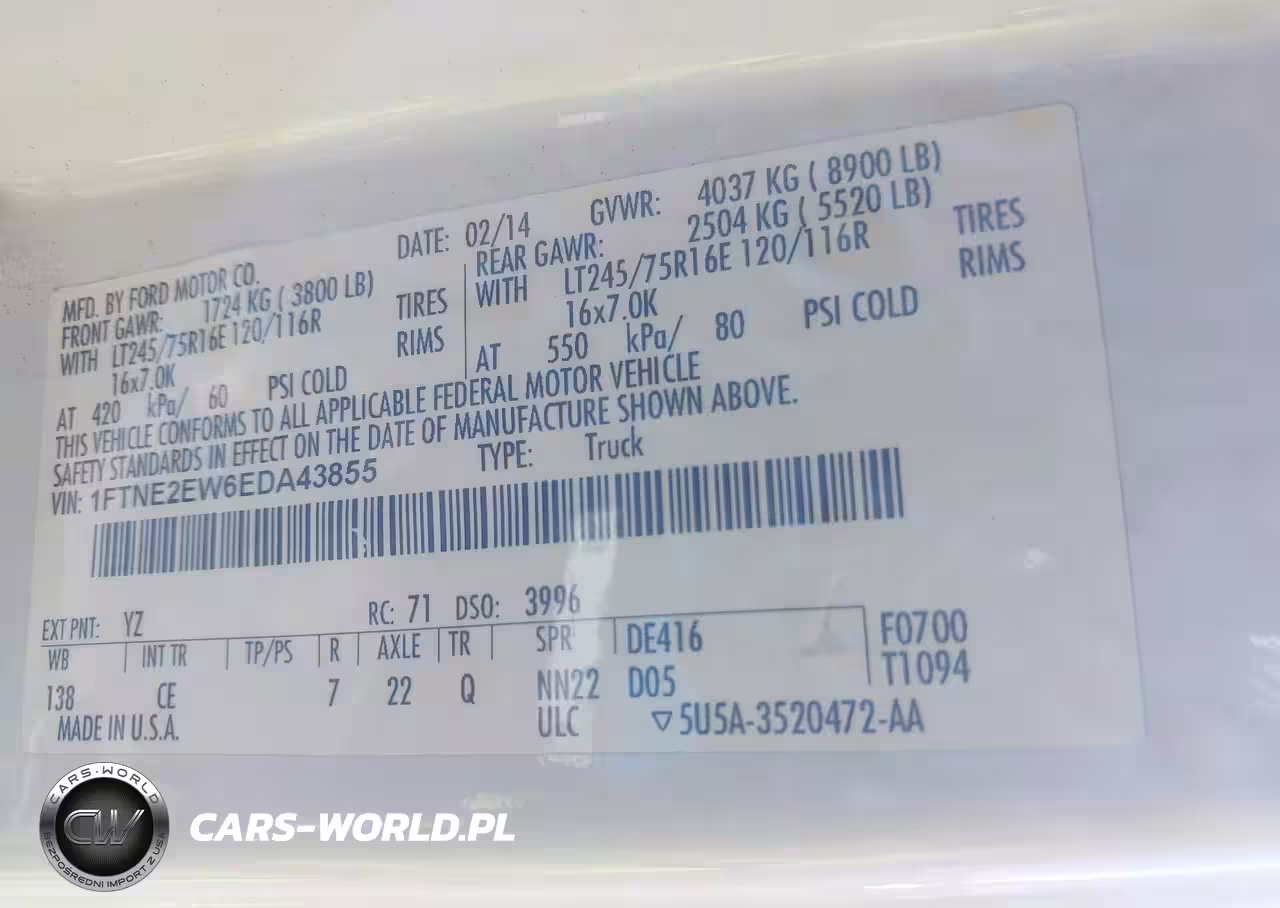 DATE: 02/14 GVWR: 4037 KG ( 8900 LB)
MFD. BY FORD MOTOR CO.
FRONT GAWR: 1724 KG ( 3800 LB)
WITH LT245/75R16E 120/116R TIRES
16x7.0K RIMS
AT 420 kPa/ 60 PSI COLD
REAR GAWR: 2504 KG ( 5520 LB)
WITH LT245/75R16E 120/116R TIRES
16x7.0K RIMS
AT 550 kPa/ 80 PSI COLD
THIS VEHICLE CONFORMS TO ALL APPLICABLE FEDERAL MOTOR VEHICLE
SAFETY STANDARDS IN EFFECT ON THE DATE OF MANUFACTURE SHOWN ABOVE.
VIN: 1FTNE2EW6EDA43855 TYPE: Truck
EXT PNT: YZ RC: 71 DSO: 3996
WB INT TR TP/PS R AXLE TR SPR DE416 F0700
138 CE 7 22 Q NN22 D05 T1094
MADE IN U.S.A. ULC ▽5U5A-3520472-AA
CARS-WORLD
CW
BEZPOŚREDNI IMPORT Z USA
CARS-WORLD.PL